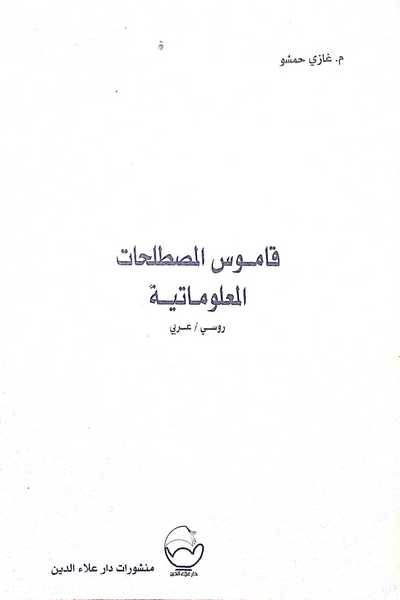 م. غازي حمشو
قاموس المصطلحات
المعلوماتية
روسي / عربي
دار علاء الدين
منشورات دار علاء الدين